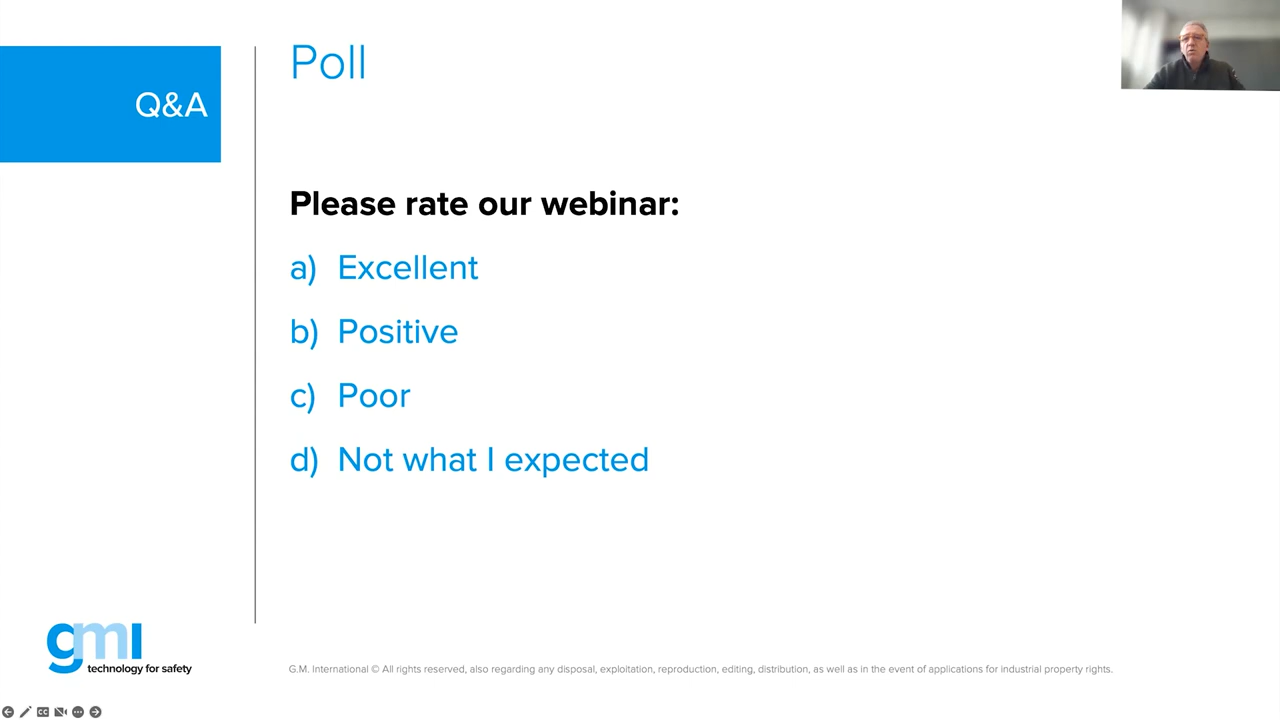 Q&A
Poll
Please rate our webinar:
a) Excellent
b) Positive
c) Poor
d) Not what I expected
gmi
technology for safety
G.M. International © All rights reserved, also regarding any disposal, exploitation, reproduction, editing, distribution, as well as in the event of applications for industrial property rights.
CC